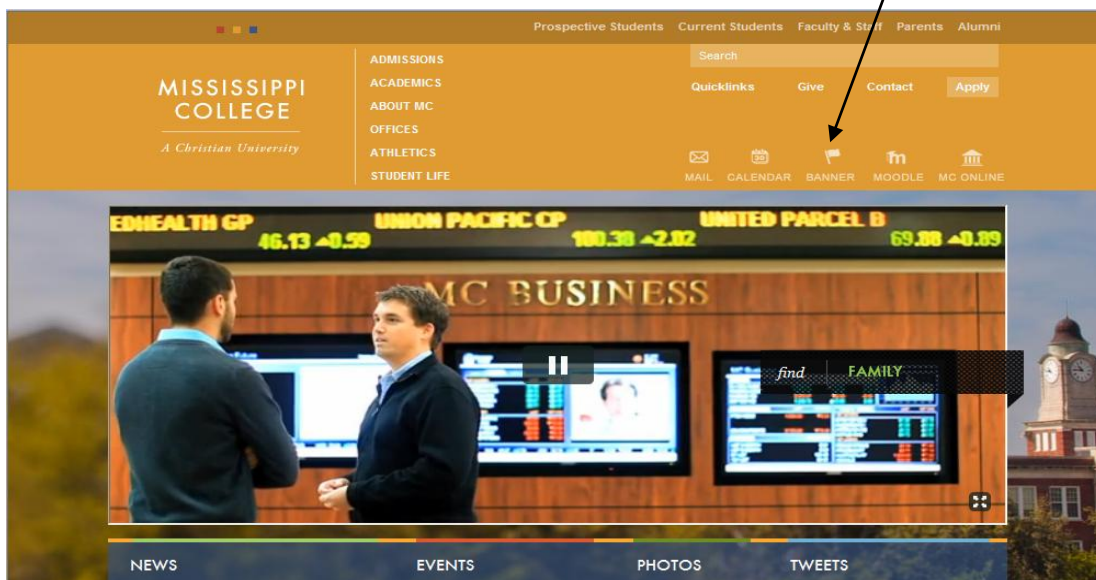 Prospective Students Current Students Faculty & Staff Parents Alumni
Search
Quicklinks Give Contact Apply
MISSISSIPPI
COLLEGE
A Christian University
ADMISSIONS
ACADEMICS
ABOUT MC
OFFICES
ATHLETICS
STUDENT LIFE
30
MAIL CALENDAR BANNER MOODLE MC ONLINE
EDHEALTH GP UNION PACIFIC CP UNITED PARCEL B
46.13 0.59 100.38 2.02 69.88 0.89
MC BUSINESS
find FAMILY
NEWS EVENTS PHOTOS TWEETS